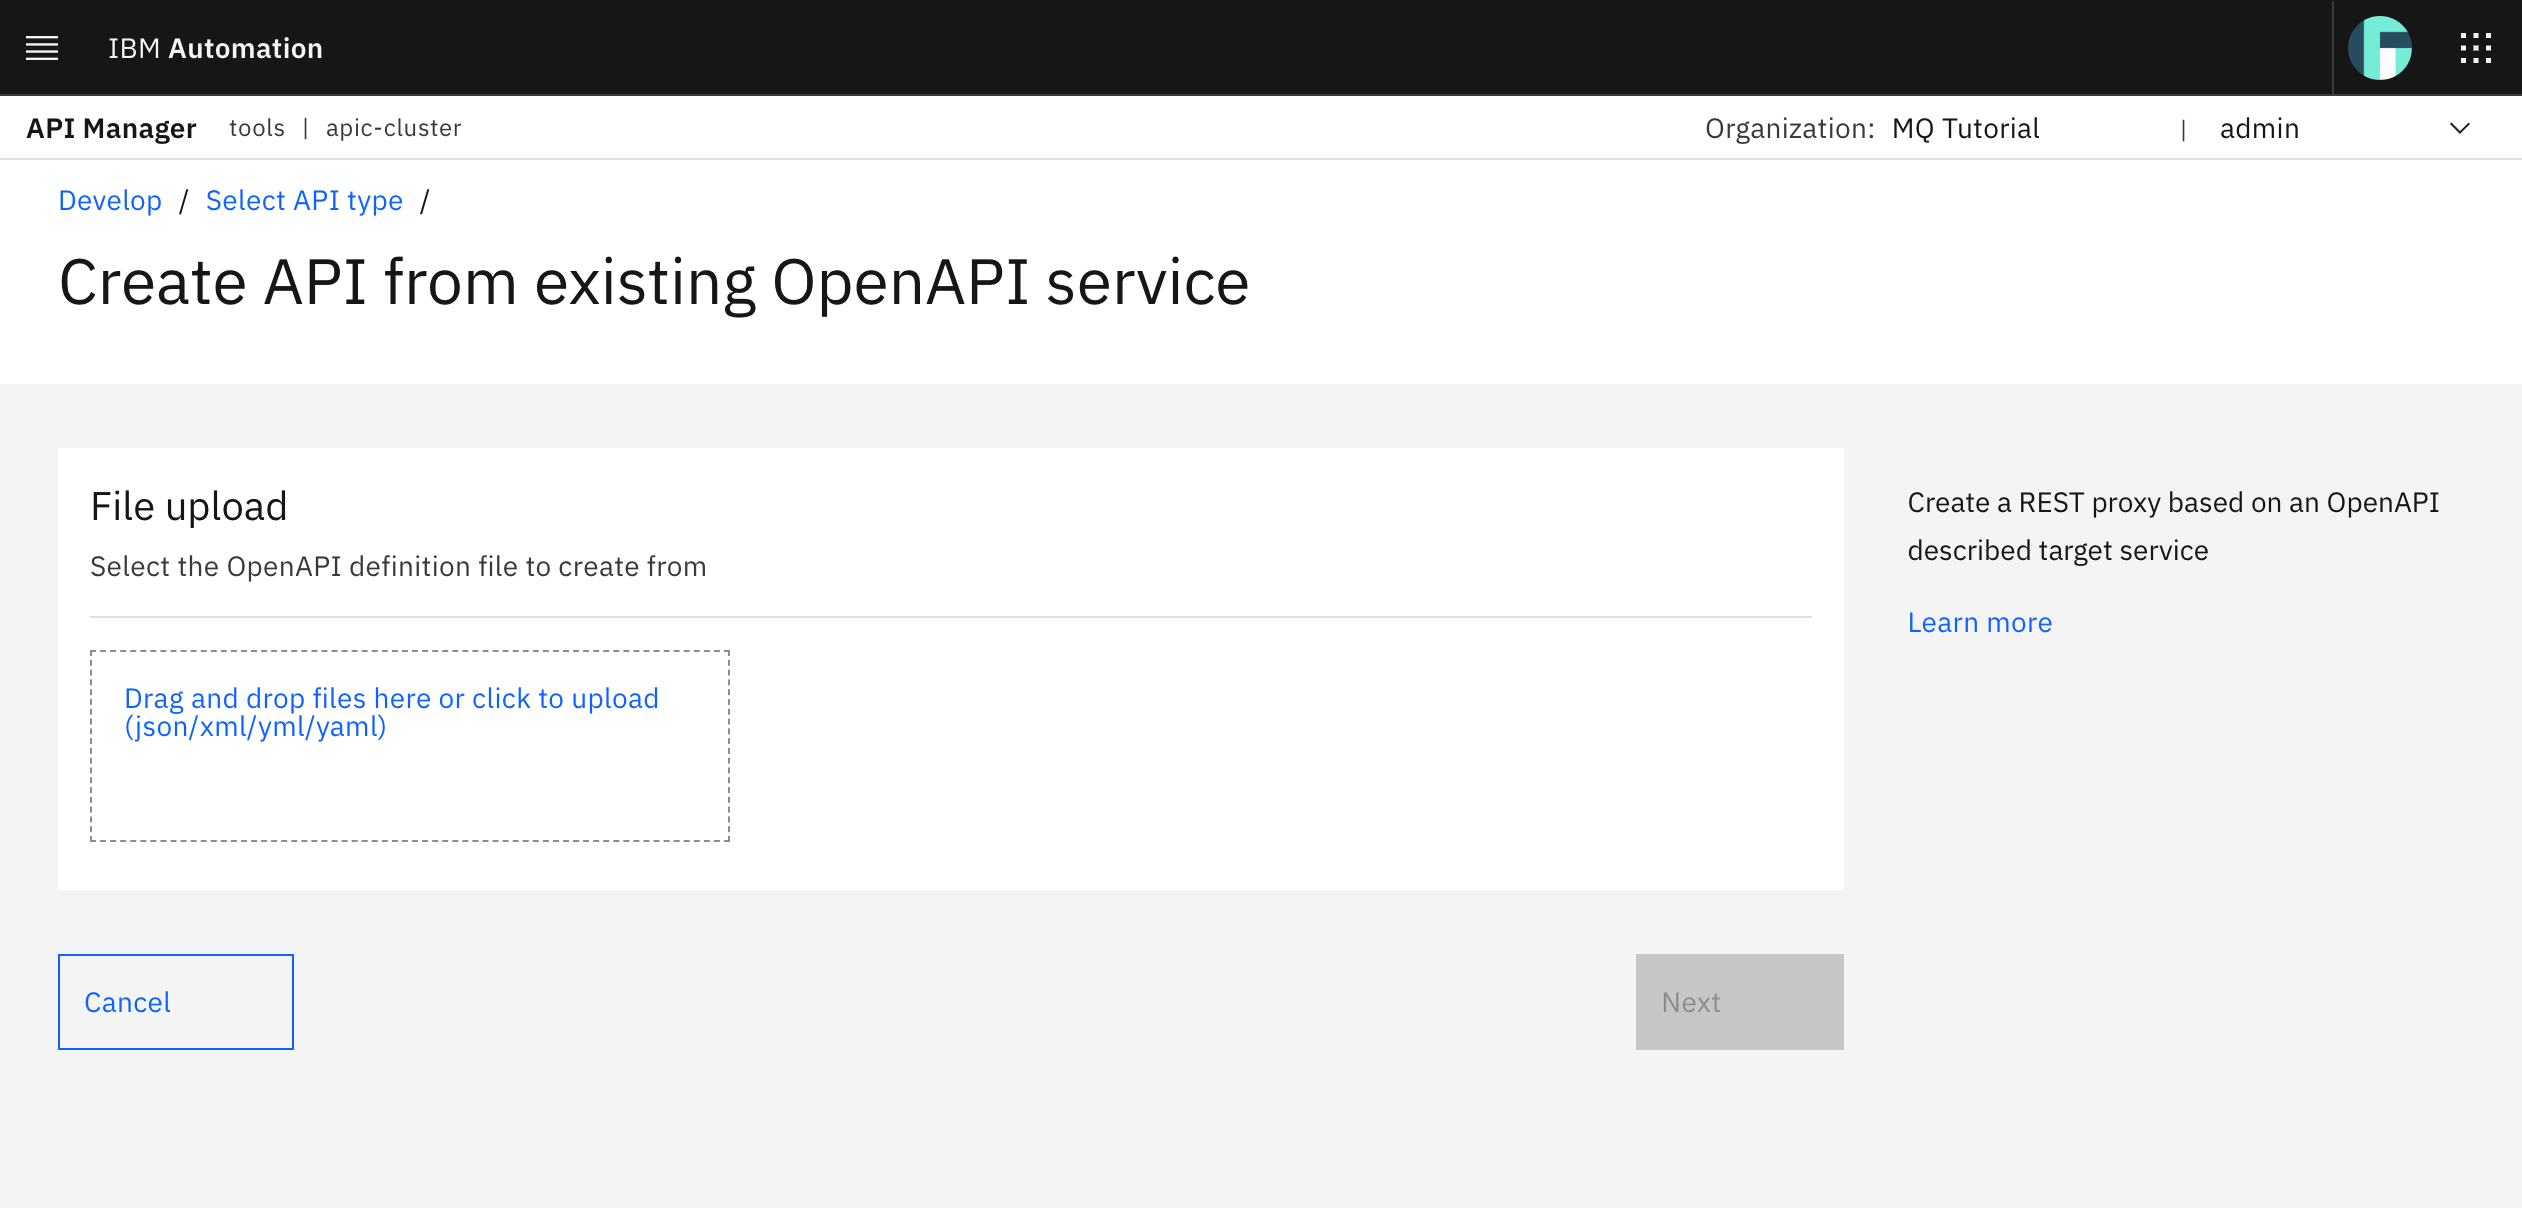 IBM Automation
API Manager tools | apic-cluster Organization: MQ Tutorial | admin
Develop / Select API type /
Create API from existing OpenAPI service
File upload
Select the OpenAPI definition file to create from
Drag and drop files here or click to upload
(json/xml/yml/yaml)
Create a REST proxy based on an OpenAPI
described target service
Learn more
Cancel
Next